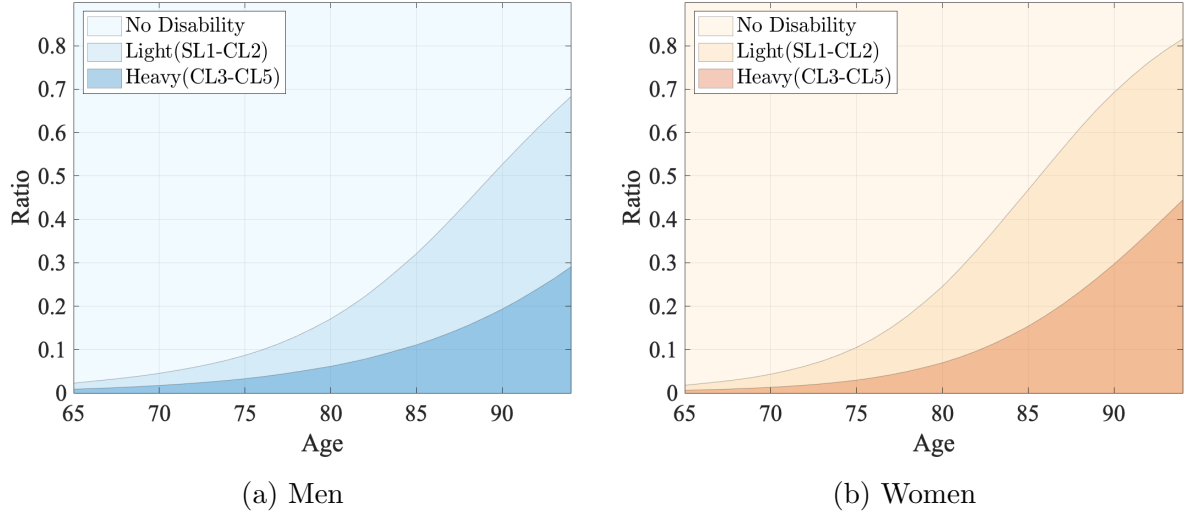 No Disability
Light(SL1-CL2)
Heavy(CL3-CL5)
0.8
0.7
0.6
0.5
0.4
0.3
0.2
0.1
0
Ratio
65 70 75 80 85 90
Age
(a) Men
No Disability
Light(SL1-CL2)
Heavy(CL3-CL5)
0.8
0.7
0.6
0.5
0.4
0.3
0.2
0.1
0
Ratio
65 70 75 80 85 90
Age
(b) Women